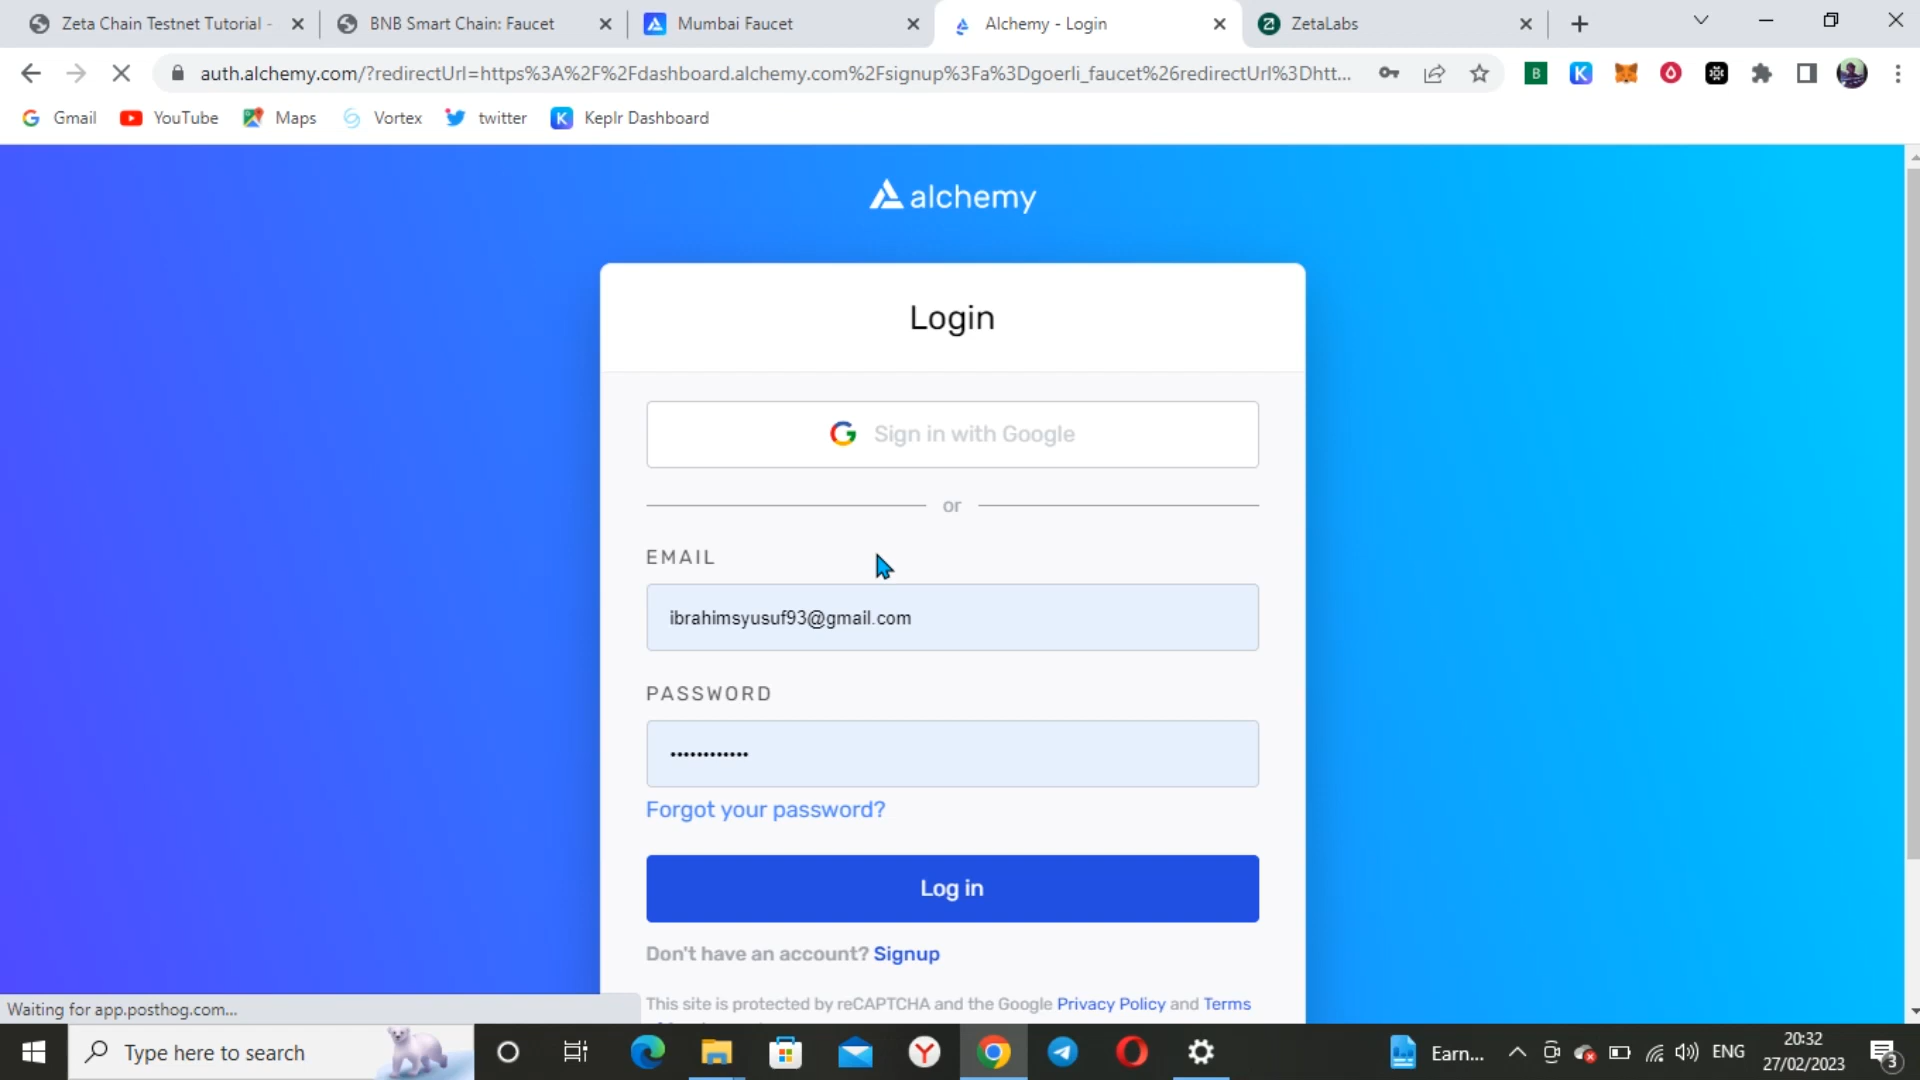 Zeta Chain Testnet Tutorial -
BNB Smart Chain: Faucet
Mumbai Faucet
Alchemy - Login
ZetaLabs
auth.alchemy.com/?redirectUrl=https%3A%2F%2Fdashboard.alchemy.com%2Fsignup%3Fa%3Dgoerli_faucet%26redirectUrl%3Dhtt...
B
K
Gmail
YouTube
Maps
Vortex
twitter
K
Keplr Dashboard
alchemy
Login
Sign in with Google
or
EMAIL
ibrahimsyusuf93@gmail.com
PASSWORD
••••••••••••
Forgot your password?
Log in
Don't have an account? Signup
This site is protected by reCAPTCHA and the Google Privacy Policy and Terms
Waiting for app.posthog.com...
Type here to search
Earn...
ENG
20:32
27/02/2023
3